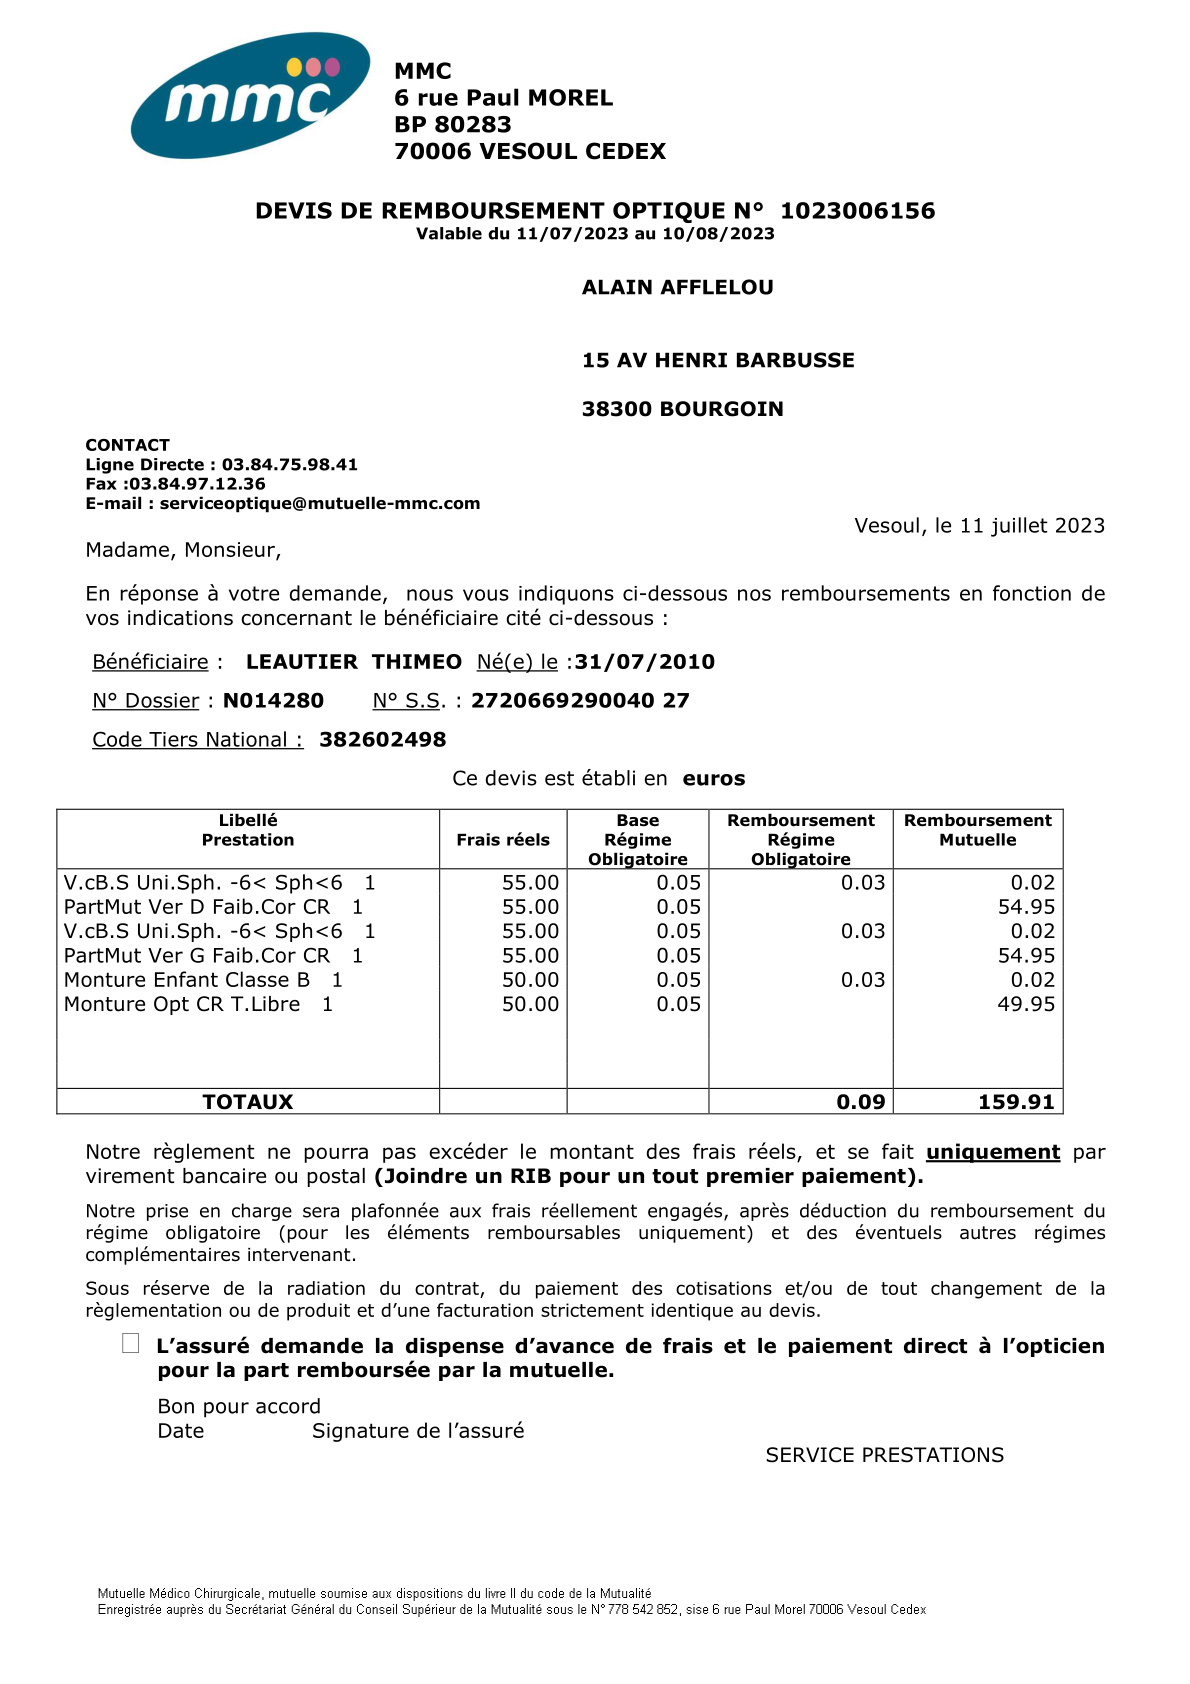 mmc
MMC
6 rue Paul MOREL
BP 80283
70006 VESOUL CEDEX
DEVIS DE REMBOURSEMENT OPTIQUE N° 1023006156
Valable du 11/07/2023 au 10/08/2023
ALAIN AFFLELOU
15 AV HENRI BARBUSSE
38300 BOURGOIN
CONTACT
Ligne Directe : 03.84.75.98.41
Fax :03.84.97.12.36
E-mail : serviceoptique@mutuelle-mmc.com
Vesoul, le 11 juillet 2023
Madame, Monsieur,
En réponse à votre demande, nous vous indiquons ci-dessous nos remboursements en fonction de
vos indications concernant le bénéficiaire cité ci-dessous :
Bénéficiaire : LEAUTIER THIMEO Né(e) le :31/07/2010
N° Dossier : N014280 N° S.S. : 2720669290040 27
Code Tiers National : 382602498
Ce devis est établi en euros
Libellé Prestation | Frais réels | Base Régime Obligatoire | Remboursement Régime Obligatoire | Remboursement Mutuelle
V.cB.S Uni.Sph. -6< Sph<6 1 55.00 0.05 0.03 0.02
PartMut Ver D Faib.Cor CR 1 55.00 0.05 54.95
V.cB.S Uni.Sph. -6< Sph<6 1 55.00 0.05 0.03 0.02
PartMut Ver G Faib.Cor CR 1 55.00 0.05 54.95
Monture Enfant Classe B 1 50.00 0.05 0.03 0.02
Monture Opt CR T.Libre 1 50.00 0.05 49.95
TOTAUX 0.09 159.91
Notre règlement ne pourra pas excéder le montant des frais réels, et se fait uniquement par
virement bancaire ou postal (Joindre un RIB pour un tout premier paiement).
Notre prise en charge sera plafonnée aux frais réellement engagés, après déduction du remboursement du
régime obligatoire (pour les éléments remboursables uniquement) et des éventuels autres régimes
complémentaires intervenant.
Sous réserve de la radiation du contrat, du paiement des cotisations et/ou de tout changement de la
règlementation ou de produit et d’une facturation strictement identique au devis.
L’assuré demande la dispense d’avance de frais et le paiement direct à l’opticien
pour la part remboursée par la mutuelle.
Bon pour accord
Date Signature de l’assuré
SERVICE PRESTATIONS
Mutuelle Médico Chirurgicale, mutuelle soumise aux dispositions du livre II du code de la Mutualité
Enregistrée auprès du Secrétariat Général du Conseil Supérieur de la Mutualité sous le N° 778 542 852, sise 6 rue Paul Morel 70006 Vesoul Cedex